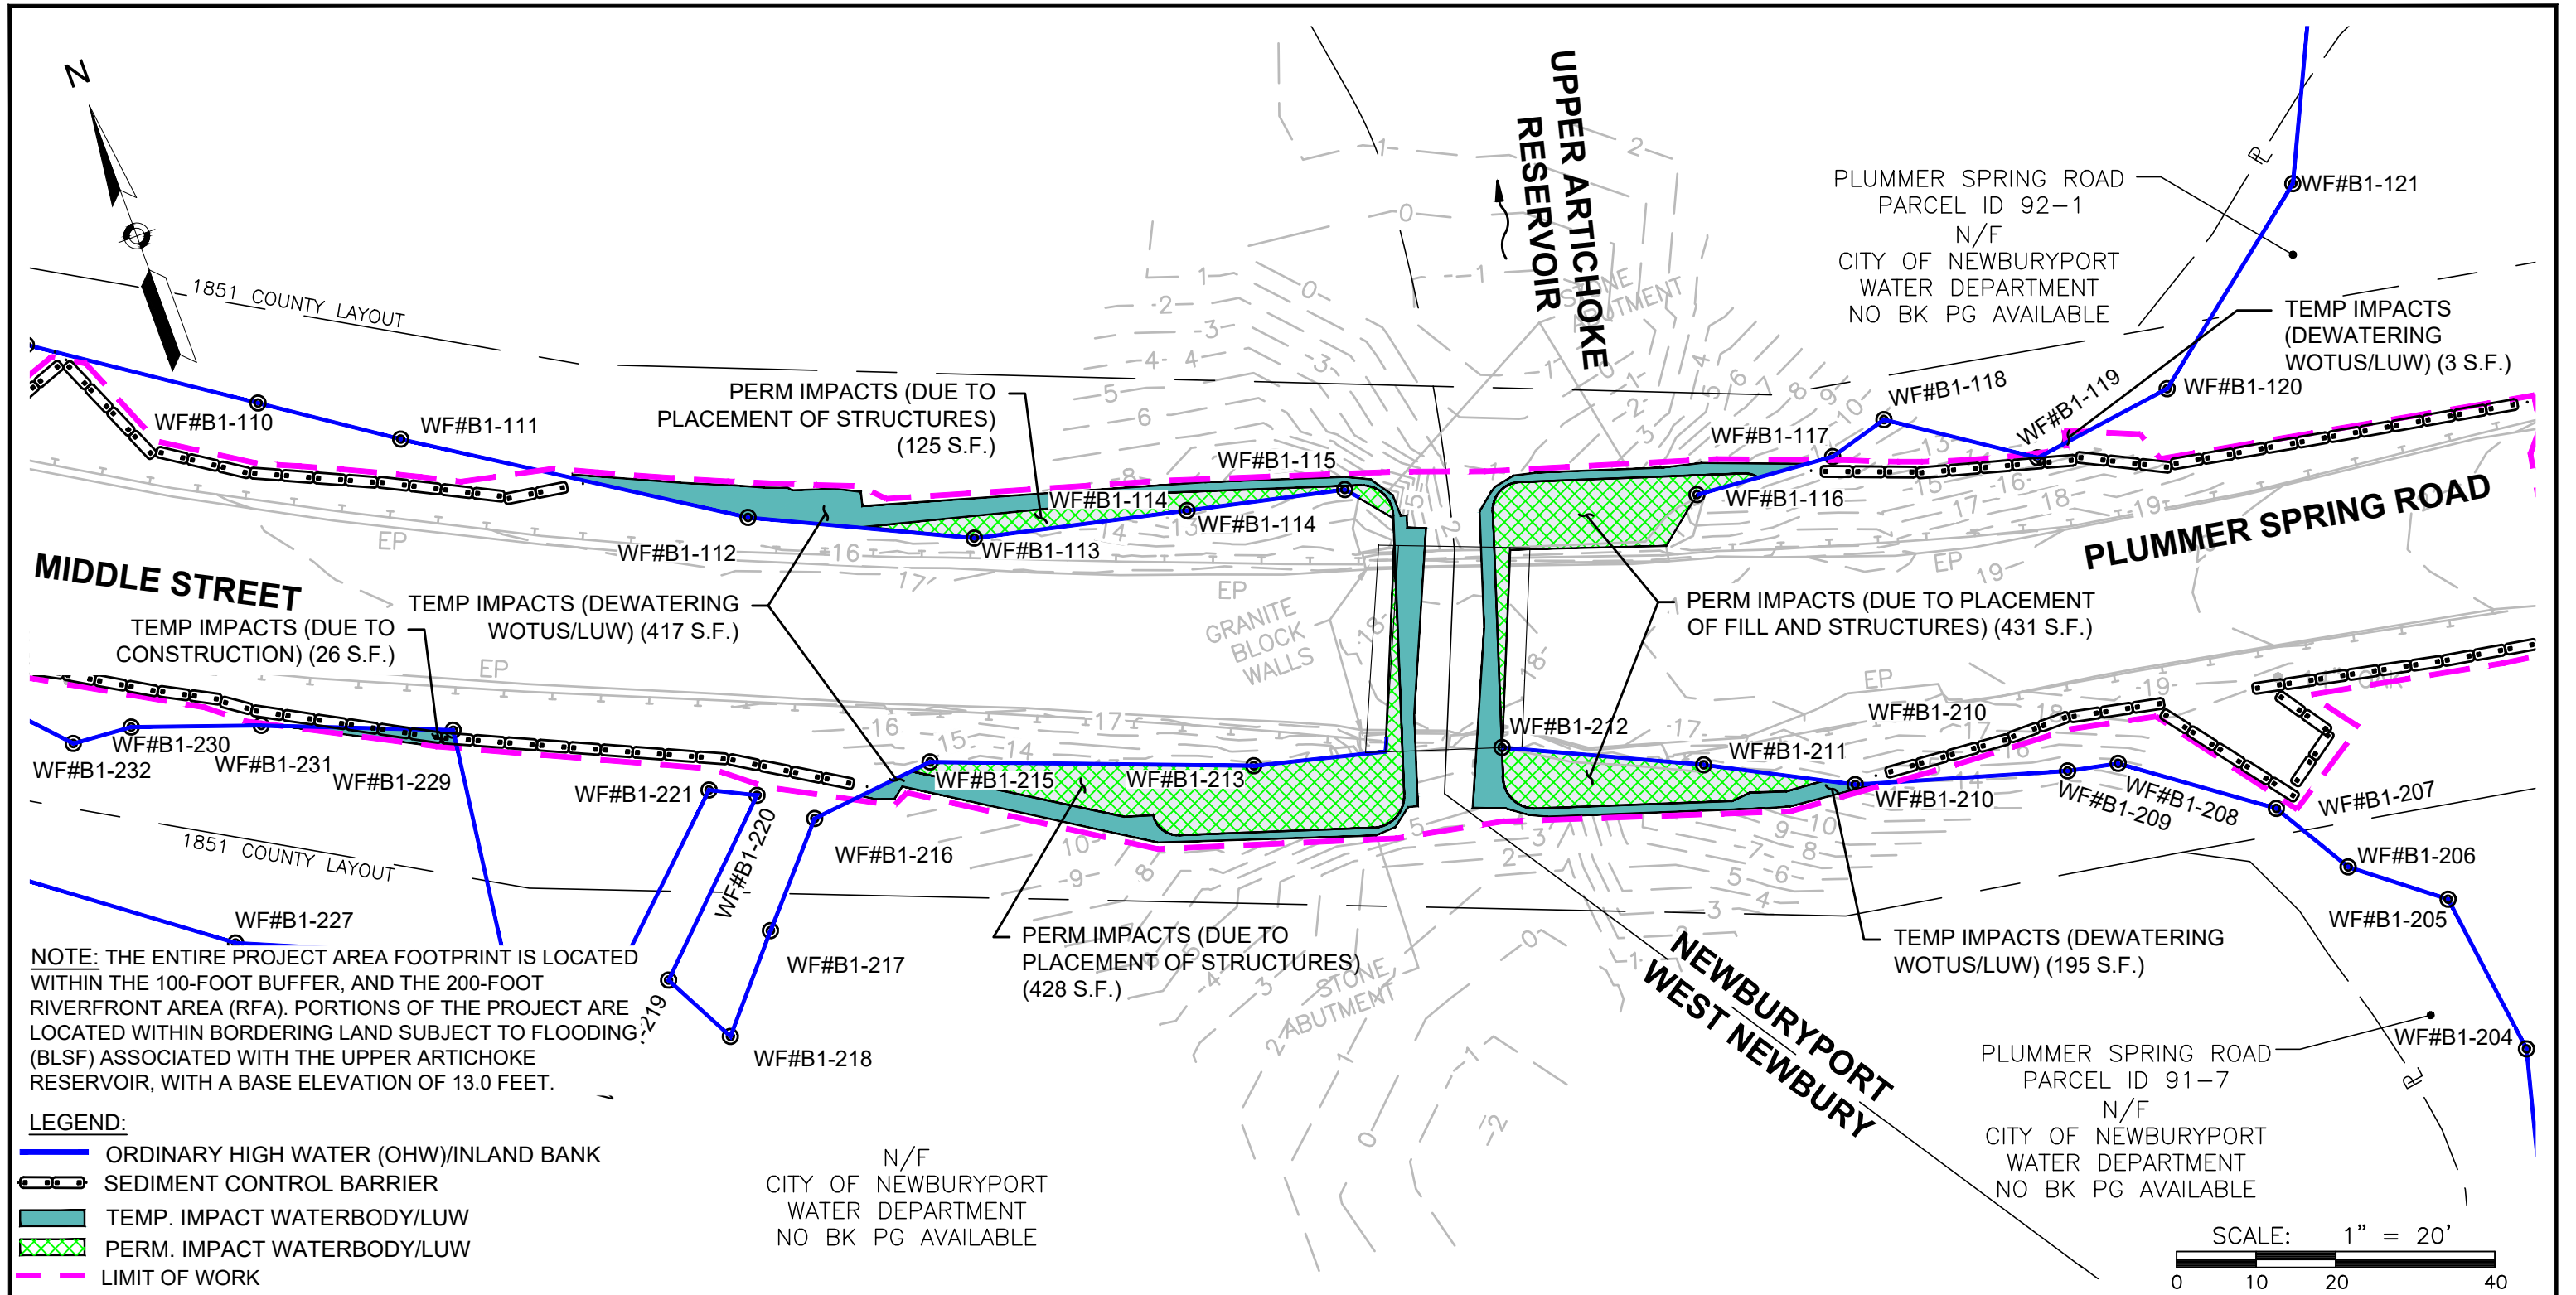 N
UPPER ARTICHOKE
RESERVOIR
1851 COUNTY LAYOUT
PLUMMER SPRING ROAD
PARCEL ID 92-1
N/F
CITY OF NEWBURYPORT
WATER DEPARTMENT
NO BK PG AVAILABLE
PL
WF#B1-121
TEMP IMPACTS
(DEWATERING
WOTUS/LUW) (3 S.F.)
STONE
ABUTMENT
PERM IMPACTS (DUE TO
PLACEMENT OF STRUCTURES)
(125 S.F.)
WF#B1-110
WF#B1-111
WF#B1-112
WF#B1-113
WF#B1-114
WF#B1-114
WF#B1-115
WF#B1-116
WF#B1-117
WF#B1-118
WF#B1-119
WF#B1-120
PLUMMER SPRING ROAD
MIDDLE STREET
EP
EP
EP
EP
EP
TEMP IMPACTS (DEWATERING
WOTUS/LUW) (417 S.F.)
TEMP IMPACTS (DUE TO
CONSTRUCTION) (26 S.F.)
GRANITE
BLOCK
WALLS
PERM IMPACTS (DUE TO PLACEMENT
OF FILL AND STRUCTURES) (431 S.F.)
OAK
WF#B1-232
WF#B1-230
WF#B1-231
WF#B1-229
WF#B1-221
WF#B1-220
WF#B1-215
WF#B1-213
WF#B1-212
WF#B1-211
WF#B1-210
WF#B1-210
WF#B1-209
WF#B1-208
WF#B1-207
WF#B1-206
WF#B1-205
WF#B1-204
WF#B1-216
WF#B1-217
WF#B1-218
-219
WF#B1-227
1851 COUNTY LAYOUT
PERM IMPACTS (DUE TO
PLACEMENT OF STRUCTURES)
(428 S.F.)
STONE
ABUTMENT
TEMP IMPACTS (DEWATERING
WOTUS/LUW) (195 S.F.)
NEWBURYPORT
WEST NEWBURY
PLUMMER SPRING ROAD
PARCEL ID 91-7
N/F
CITY OF NEWBURYPORT
WATER DEPARTMENT
NO BK PG AVAILABLE
PL
NOTE: THE ENTIRE PROJECT AREA FOOTPRINT IS LOCATED
WITHIN THE 100-FOOT BUFFER, AND THE 200-FOOT
RIVERFRONT AREA (RFA). PORTIONS OF THE PROJECT ARE
LOCATED WITHIN BORDERING LAND SUBJECT TO FLOODING
(BLSF) ASSOCIATED WITH THE UPPER ARTICHOKE
RESERVOIR, WITH A BASE ELEVATION OF 13.0 FEET.
LEGEND:
ORDINARY HIGH WATER (OHW)/INLAND BANK
SEDIMENT CONTROL BARRIER
TEMP. IMPACT WATERBODY/LUW
PERM. IMPACT WATERBODY/LUW
LIMIT OF WORK
N/F
CITY OF NEWBURYPORT
WATER DEPARTMENT
NO BK PG AVAILABLE
SCALE: 1" = 20'
0 10 20 40